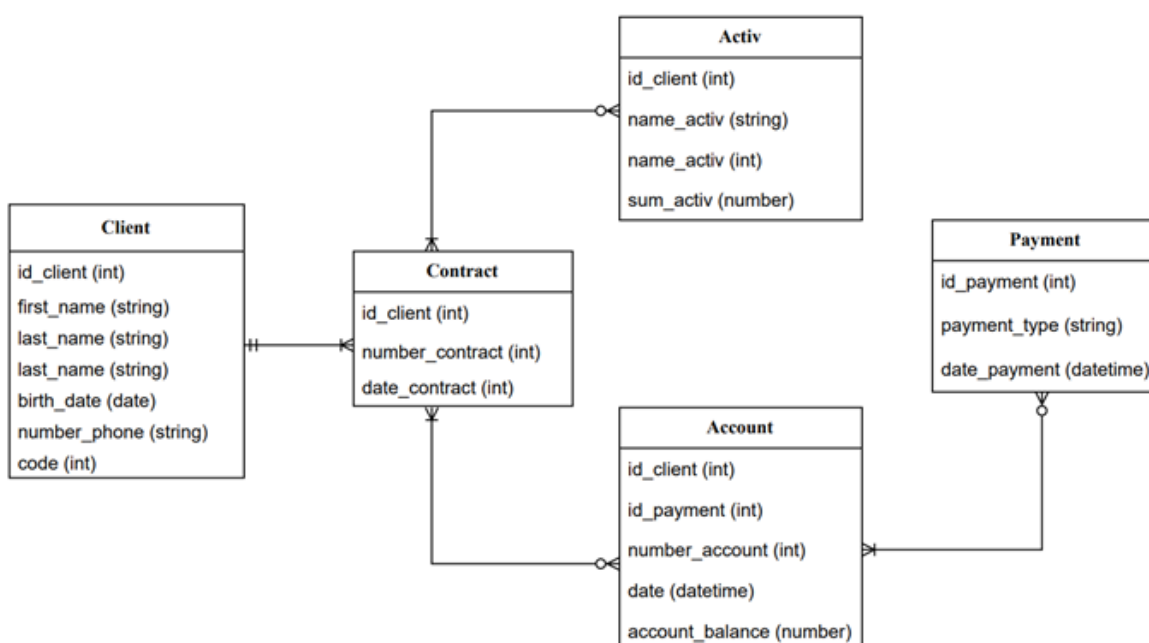 Activ
id_client (int)
name_activ (string)
name_activ (int)
sum_activ (number)
Client
id_client (int)
first_name (string)
last_name (string)
last_name (string)
birth_date (date)
number_phone (string)
code (int)
Contract
id_client (int)
number_contract (int)
date_contract (int)
Payment
id_payment (int)
payment_type (string)
date_payment (datetime)
Account
id_client (int)
id_payment (int)
number_account (int)
date (datetime)
account_balance (number)